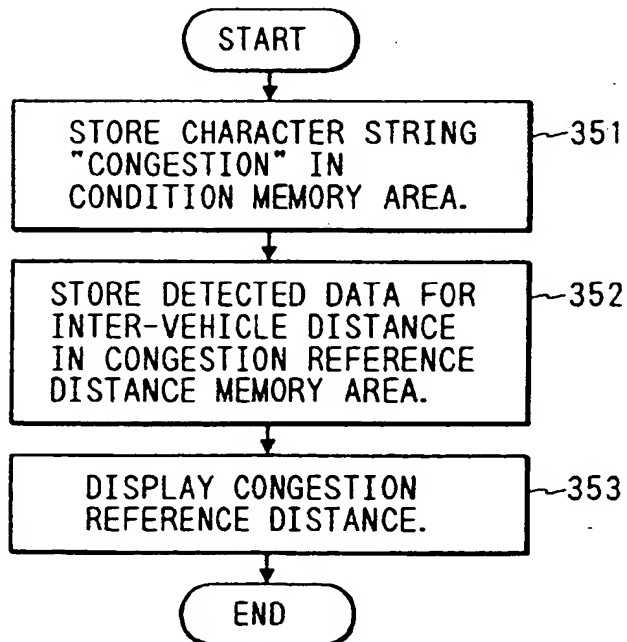 START
STORE CHARACTER STRING
"CONGESTION" IN
CONDITION MEMORY AREA.
351
STORE DETECTED DATA FOR
INTER-VEHICLE DISTANCE
IN CONGESTION REFERENCE
DISTANCE MEMORY AREA.
352
DISPLAY CONGESTION
REFERENCE DISTANCE.
353
END